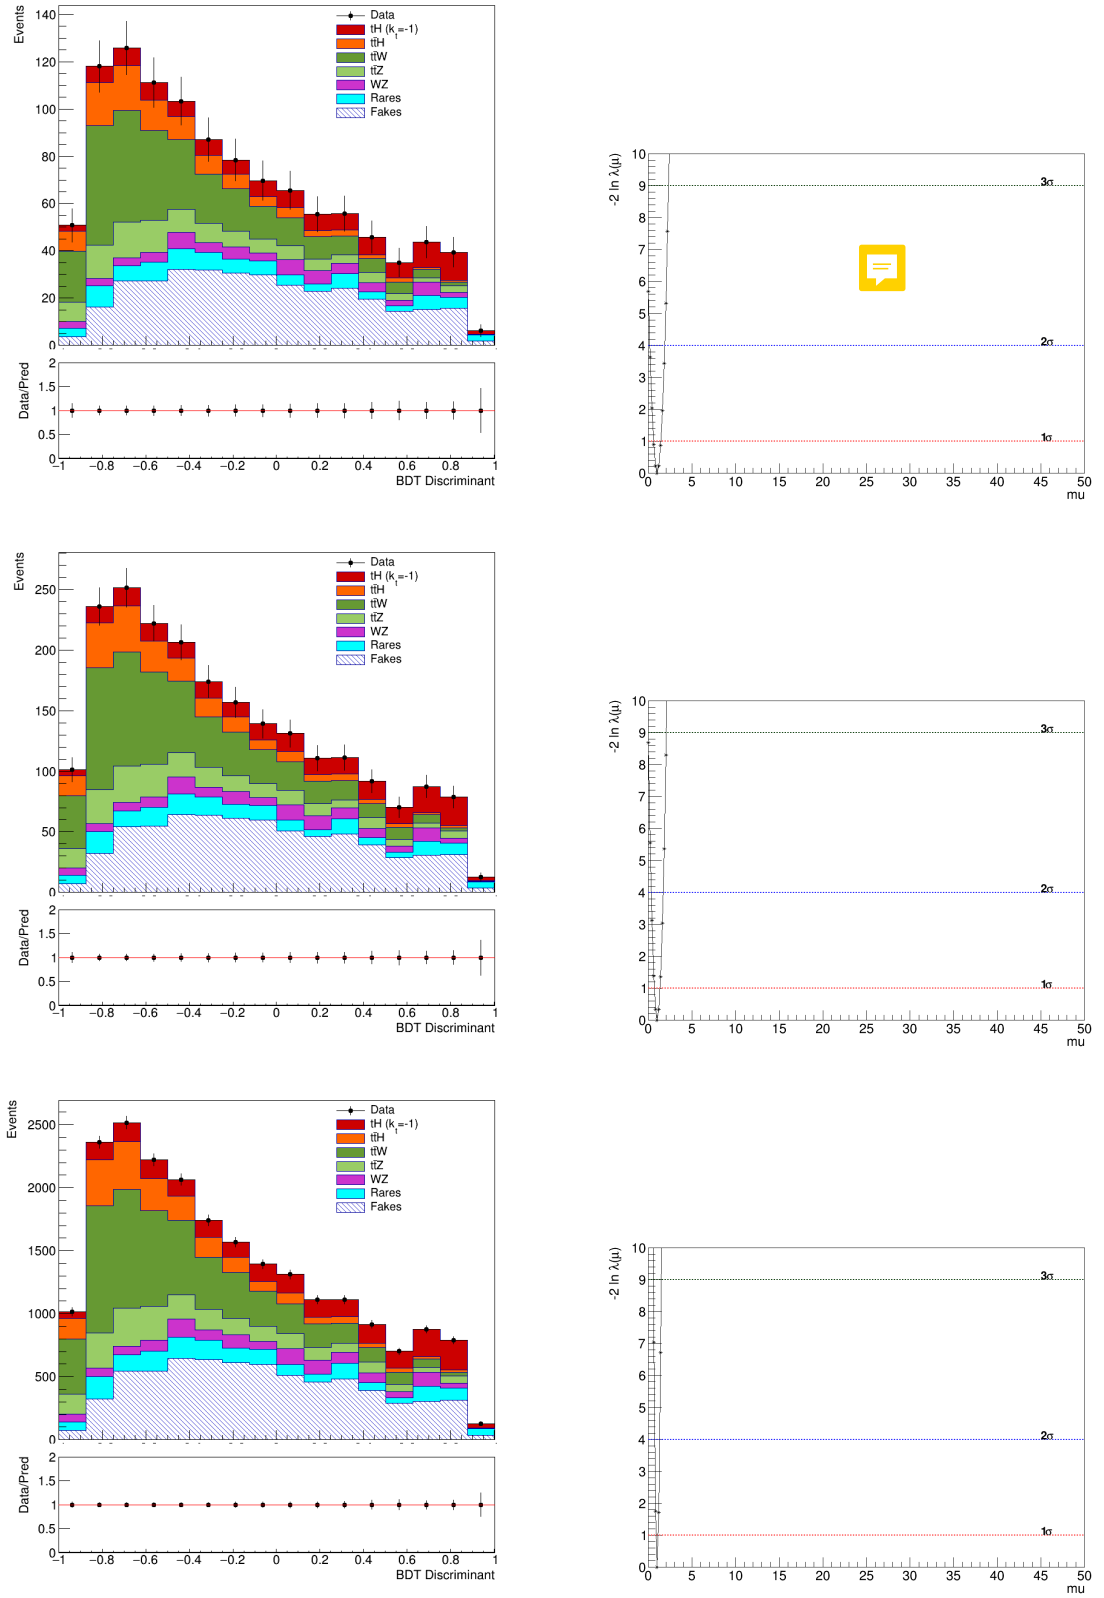 Events
140
120
100
80
60
40
20
0
Data
tH (k_t=-1)
tt̄H
tt̄W
tt̄Z
WZ
Rares
Fakes
Data/Pred
2
1.5
1
0.5
0
−1 −0.8 −0.6 −0.4 −0.2 0 0.2 0.4 0.6 0.8 1
BDT Discriminant
-2 ln λ(μ)
10
9
8
7
6
5
4
3
2
1
0
3σ
2σ
1σ
0 5 10 15 20 25 30 35 40 45 50
mu
Events
250
200
150
100
50
0
Data
tH (k_t=-1)
tt̄H
tt̄W
tt̄Z
WZ
Rares
Fakes
Data/Pred
2
1.5
1
0.5
0
−1 −0.8 −0.6 −0.4 −0.2 0 0.2 0.4 0.6 0.8 1
BDT Discriminant
-2 ln λ(μ)
10
9
8
7
6
5
4
3
2
1
0
3σ
2σ
1σ
0 5 10 15 20 25 30 35 40 45 50
mu
Events
2500
2000
1500
1000
500
0
Data
tH (k_t=-1)
tt̄H
tt̄W
tt̄Z
WZ
Rares
Fakes
Data/Pred
2
1.5
1
0.5
0
−1 −0.8 −0.6 −0.4 −0.2 0 0.2 0.4 0.6 0.8 1
BDT Discriminant
-2 ln λ(μ)
10
9
8
7
6
5
4
3
2
1
0
3σ
2σ
1σ
0 5 10 15 20 25 30 35 40 45 50
mu